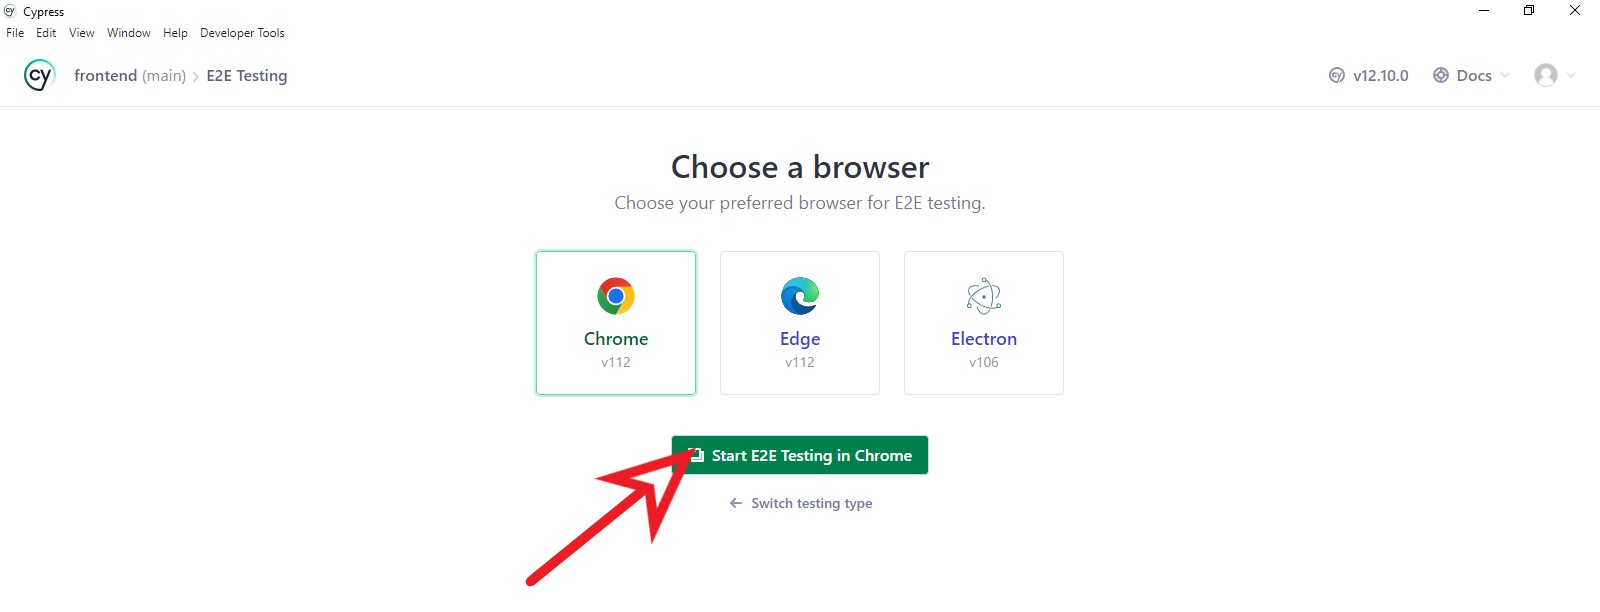 Cypress
File Edit View Window Help Developer Tools
cy frontend (main) > E2E Testing v12.10.0 Docs
Choose a browser
Choose your preferred browser for E2E testing.
Chrome Edge Electron
v112 v112 v106
Start E2E Testing in Chrome
← Switch testing type